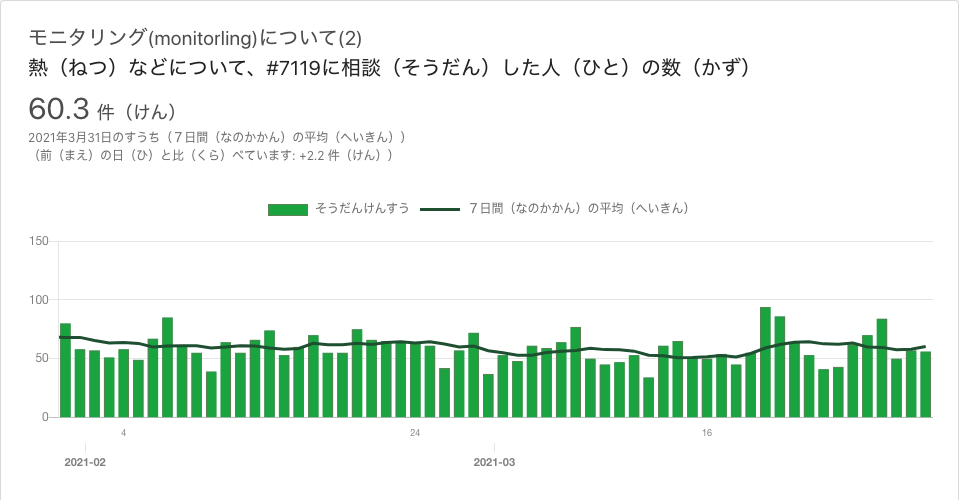 モニタリング(monitorling)について(2)
熱（ねつ）などについて、#7119に相談（そうだん）した人（ひと）の数（かず）
60.3 件（けん）
2021年3月31日のすうち（７日間（なのかかん）の平均（へいきん））
（前（まえ）の日（ひ）と比（くら）べています: +2.2 件（けん））
そうだんけんすう ７日間（なのかかん）の平均（へいきん）
150
100
50
0
4 24 16
2021-02 2021-03